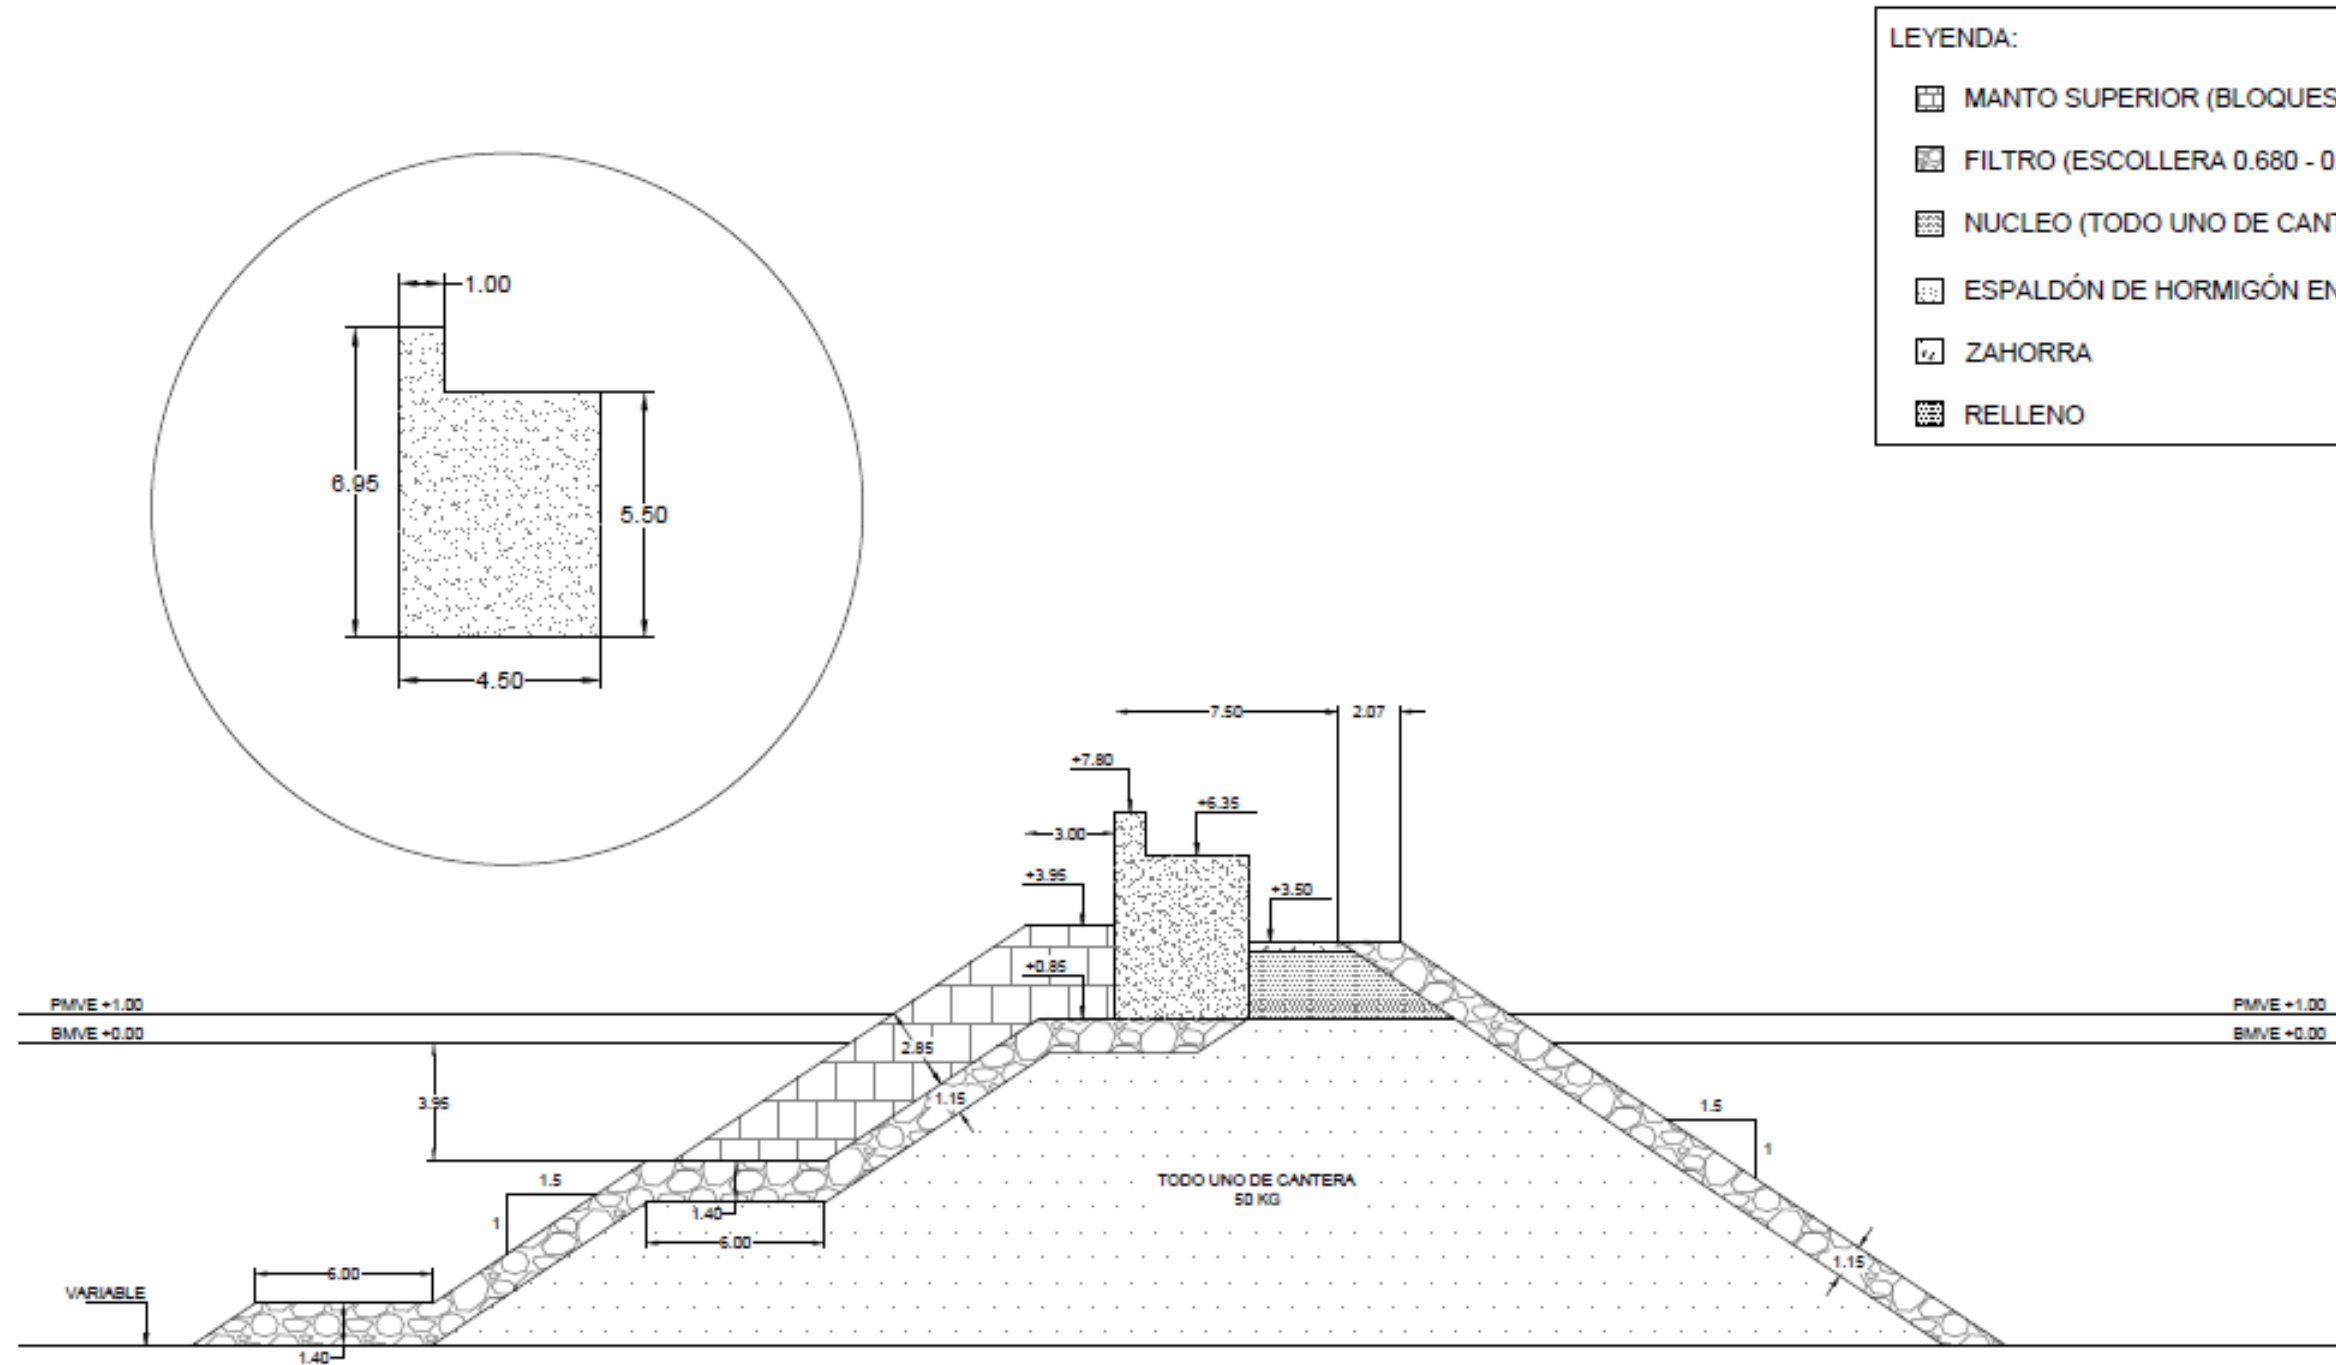 LEYENDA:
MANTO SUPERIOR (BLOQUES
FILTRO (ESCOLLERA 0.680 - 0
NUCLEO (TODO UNO DE CANT
ESPALDÓN DE HORMIGÓN EN
ZAHORRA
RELLENO
1.00
6.95
5.50
4.50
7.50
2.07
+7.80
+6.35
3.00
+3.95
+3.50
+0.85
PMVE +1.00
PMVE +1.00
BMVE +0.00
BMVE +0.00
2.85
3.95
1.15
1.5
1
1.5
1
TODO UNO DE CANTERA
50 KG
1.40
6.00
6.00
1.15
VARIABLE
1.40